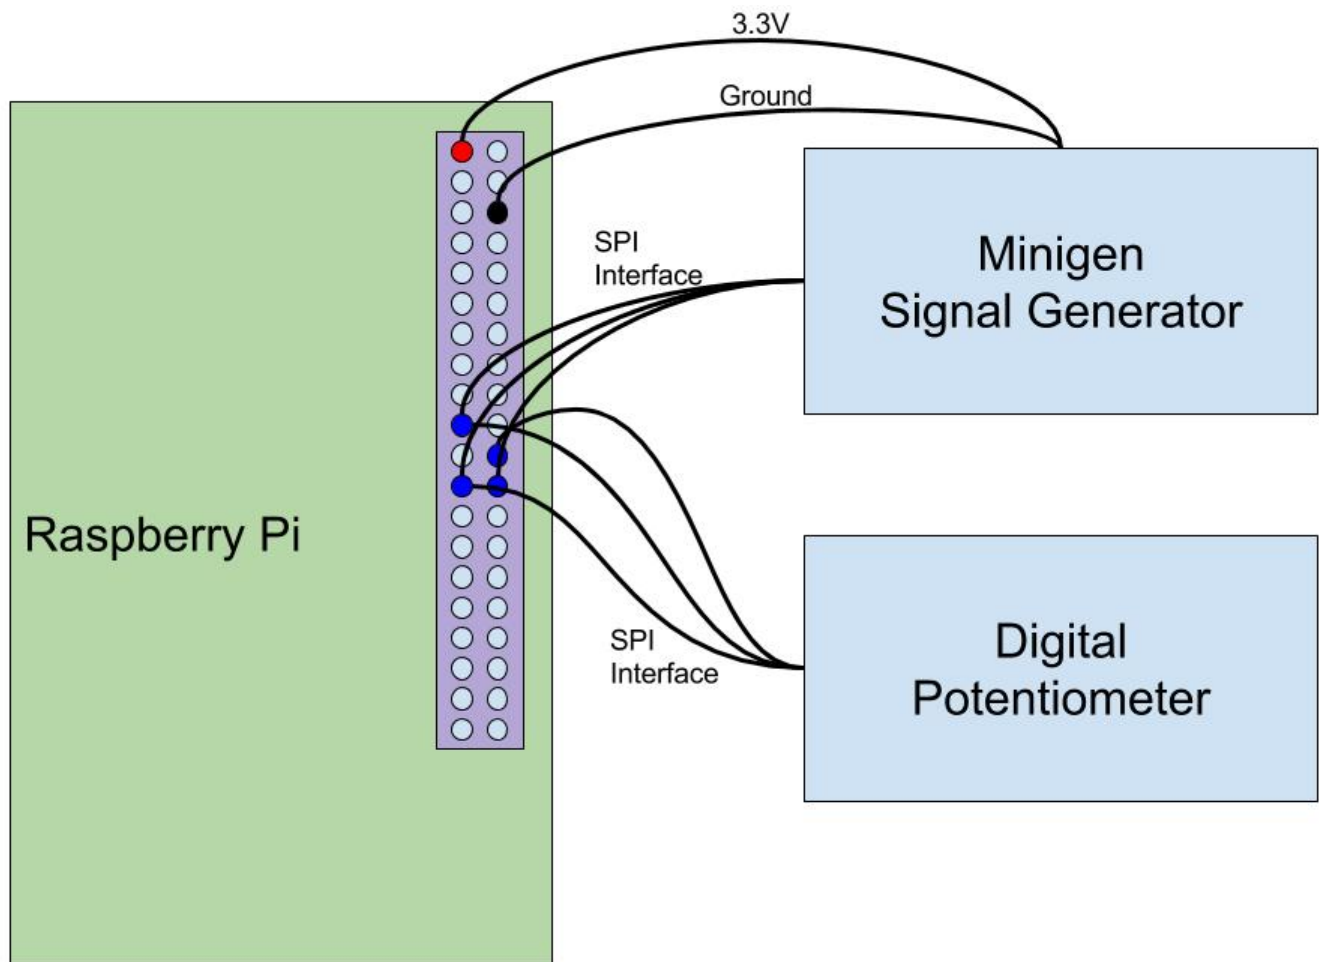 3.3V
Ground
SPI
Interface
Minigen
Signal Generator
Raspberry Pi
SPI
Interface
Digital
Potentiometer